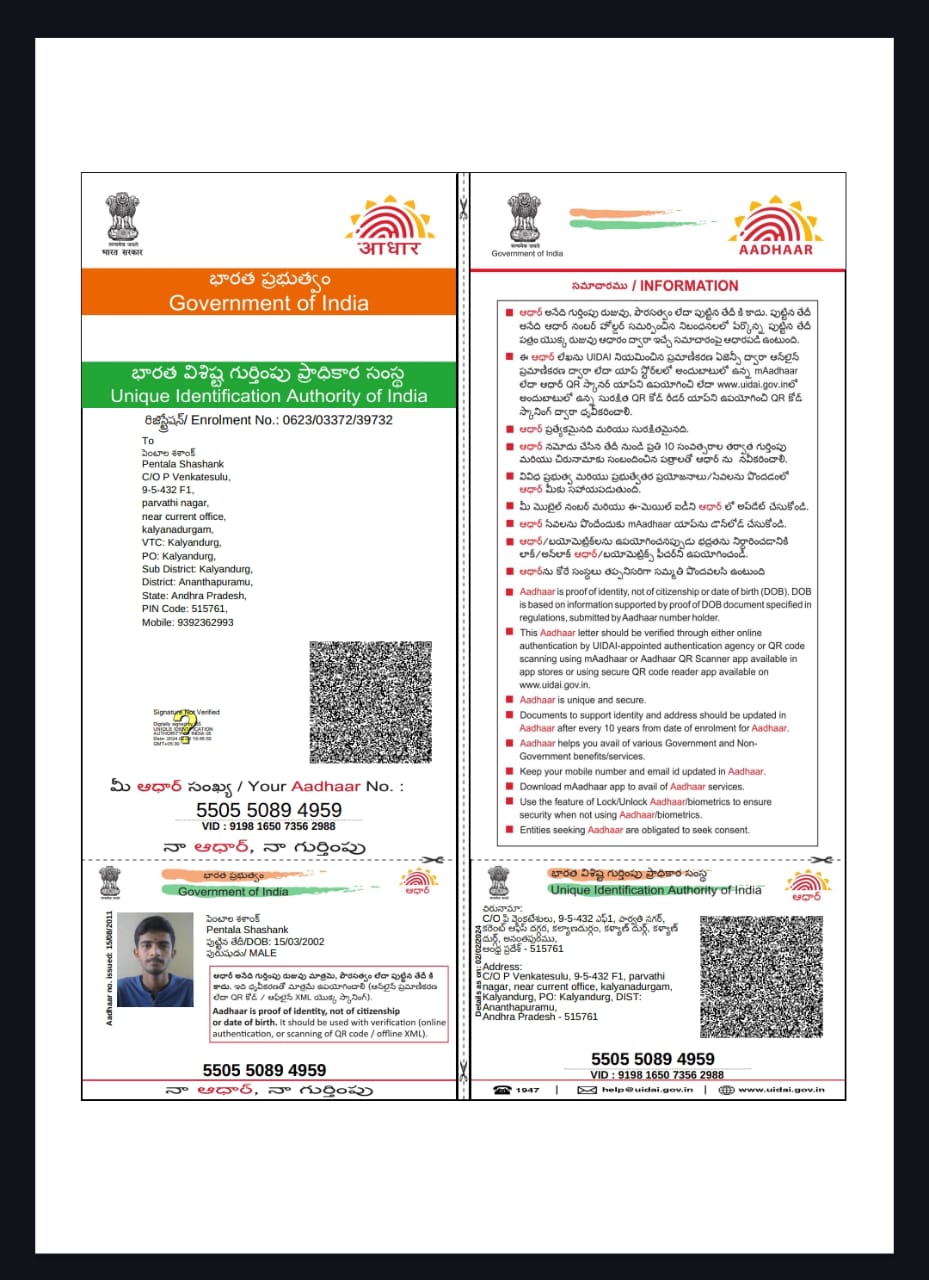 सत्यमेव जयते
भारत सरकार
आधार
భారత ప్రభుత్వం
Government of India
భారత విశిష్ట గుర్తింపు ప్రాధికార సంస్థ
Unique Identification Authority of India
రిజిస్ట్రేషన్/ Enrolment No.: 0623/03372/39732
To
పెంటాల శశాంక్
Pentala Shashank
C/O P Venkatesulu,
9-5-432 F1,
parvathi nagar,
near current office,
kalyanadurgam,
VTC: Kalyandurg,
PO: Kalyandurg,
Sub District: Kalyandurg,
District: Ananthapuramu,
State: Andhra Pradesh,
PIN Code: 515761,
Mobile: 9392362993
Signature Not Verified
మీ ఆధార్ సంఖ్య / Your Aadhaar No. :
5505 5089 4959
VID : 9198 1650 7356 2988
నా ఆధార్, నా గుర్తింపు
భారత ప్రభుత్వం
Government of India
ఆధార్
Aadhaar no. issued: 15/08/2011
పెంటాల శశాంక్
Pentala Shashank
పుట్టిన తేదీ/DOB: 15/03/2002
పురుషుడు/ MALE
ఆధార్ అనేది గుర్తింపు రుజువు మాత్రమే, పౌరసత్వం లేదా పుట్టిన తేదీ కి
కాదు. ఇది ధృవీకరణతో మాత్రమే ఉపయోగించాలి (ఆన్‌లైన్ ప్రమాణీకరణ
లేదా QR కోడ్ / ఆఫ్‌లైన్ XML యొక్క స్కానింగ్).
Aadhaar is proof of identity, not of citizenship
or date of birth. It should be used with verification (online
authentication, or scanning of QR code / offline XML).
5505 5089 4959
నా ఆధార్, నా గుర్తింపు
Government of India
AADHAAR
సమాచారము / INFORMATION
ఆధార్ అనేది గుర్తింపు రుజువు, పౌరసత్వం లేదా పుట్టిన తేదీ కి కాదు. పుట్టిన తేదీ
అనేది ఆధార్ నంబర్ హోల్డర్ సమర్పించిన నిబంధనలలో పేర్కొన్న పుట్టిన తేదీ
పత్రం యొక్క రుజువు ఆధారం ద్వారా ఇచ్చే సమాచారంపై ఆధారపడి ఉంటుంది.
ఈ ఆధార్ లేఖను UIDAI నియమించిన ప్రమాణీకరణ ఏజెన్సీ ద్వారా ఆన్‌లైన్
ప్రమాణీకరణ ద్వారా లేదా యాప్ స్టోర్‌లలో అందుబాటులో ఉన్న mAadhaar
లేదా ఆధార్ QR స్కానర్ యాప్‌ని ఉపయోగించి లేదా www.uidai.gov.inలో
అందుబాటులో ఉన్న సురక్షిత QR కోడ్ రీడర్ యాప్‌ని ఉపయోగించి QR కోడ్
స్కానింగ్ ద్వారా ధృవీకరించాలి.
ఆధార్ ప్రత్యేకమైనది మరియు సురక్షితమైనది.
ఆధార్ నమోదు చేసిన తేదీ నుండి ప్రతి 10 సంవత్సరాల తర్వాత గుర్తింపు
మరియు చిరునామాకు సంబంధించిన పత్రాలతో ఆధార్ ను నవీకరించాలి.
వివిధ ప్రభుత్వ మరియు ప్రభుత్వేతర ప్రయోజనాలు/సేవలను పొందడంలో
ఆధార్ మీకు సహాయపడుతుంది.
మీ మొబైల్ నంబర్ మరియు ఈ-మెయిల్ ఐడీని ఆధార్ లో అప్‌డేట్ చేసుకోండి.
ఆధార్ సేవలను పొందేందుకు mAadhaar యాప్‌ను డౌన్‌లోడ్ చేసుకోండి.
ఆధార్/బయోమెట్రిక్‌లను ఉపయోగించనప్పుడు భద్రతను నిర్ధారించడానికి
లాక్/అన్‌లాక్ ఆధార్/బయోమెట్రిక్స్ ఫీచర్‌ని ఉపయోగించండి.
ఆధార్‌ను కోరే సంస్థలు తప్పనిసరిగా సమ్మతి పొందవలసి ఉంటుంది
Aadhaar is proof of identity, not of citizenship or date of birth (DOB). DOB
is based on information supported by proof of DOB document specified in
regulations, submitted by Aadhaar number holder.
This Aadhaar letter should be verified through either online
authentication by UIDAI-appointed authentication agency or QR code
scanning using mAadhaar or Aadhaar QR Scanner app available in
app stores or using secure QR code reader app available on
www.uidai.gov.in.
Aadhaar is unique and secure.
Documents to support identity and address should be updated in
Aadhaar after every 10 years from date of enrolment for Aadhaar.
Aadhaar helps you avail of various Government and Non-
Government benefits/services.
Keep your mobile number and email id updated in Aadhaar.
Download mAadhaar app to avail of Aadhaar services.
Use the feature of Lock/Unlock Aadhaar/biometrics to ensure
security when not using Aadhaar/biometrics.
Entities seeking Aadhaar are obligated to seek consent.
భారత విశిష్ట గుర్తింపు ప్రాధికార సంస్థ
Unique Identification Authority of India
ఆధార్
Details as on: 02/02/2024
చిరునామా:
C/O పి వెంకటేశులు, 9-5-432 ఎఫ్1, పార్వతి నగర్,
కరెంట్ ఆఫీస్ దగ్గర, కల్యాణదుర్గం, కళ్యాణ్ దుర్గ్, కళ్యాణ్
దుర్గ్, అనంతపురము,
ఆంధ్ర ప్రదేశ్ - 515761
Address:
C/O P Venkatesulu, 9-5-432 F1, parvathi
nagar, near current office, kalyanadurgam,
Kalyandurg, PO: Kalyandurg, DIST:
Ananthapuramu,
Andhra Pradesh - 515761
5505 5089 4959
VID : 9198 1650 7356 2988
1947 | help@uidai.gov.in | www.uidai.gov.in